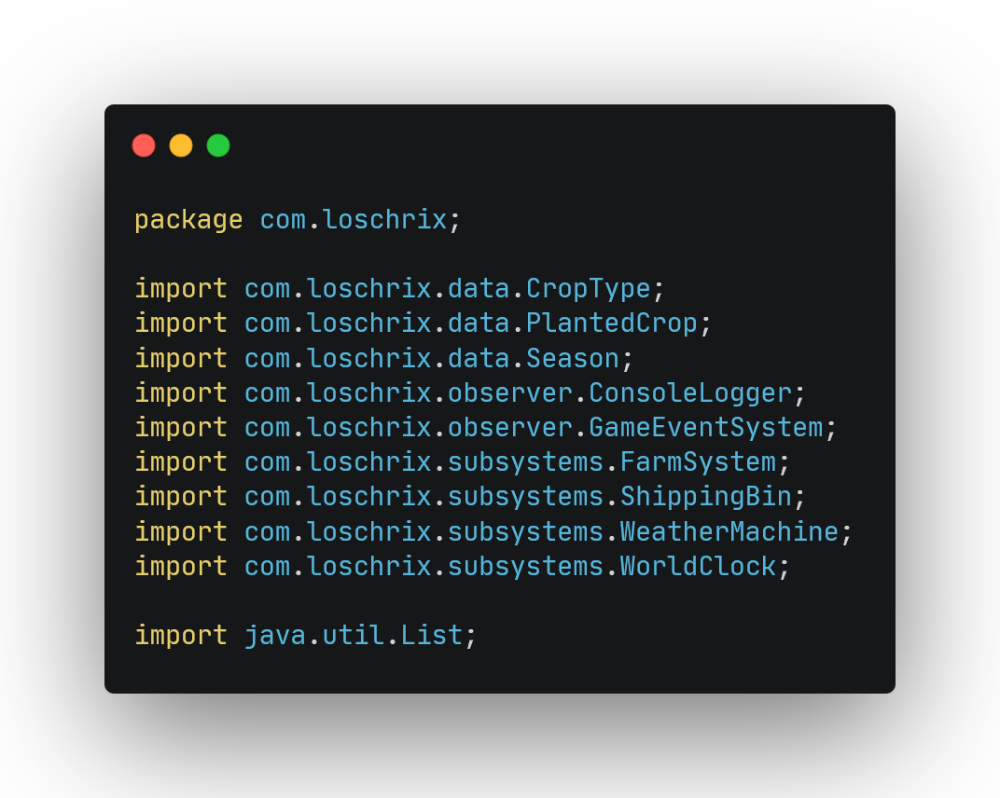 package com.loschrix;
import com.loschrix.data.CropType;
import com.loschrix.data.PlantedCrop;
import com.loschrix.data.Season;
import com.loschrix.observer.ConsoleLogger;
import com.loschrix.observer.GameEventSystem;
import com.loschrix.subsystems.FarmSystem;
import com.loschrix.subsystems.ShippingBin;
import com.loschrix.subsystems.WeatherMachine;
import com.loschrix.subsystems.WorldClock;
import java.util.List;